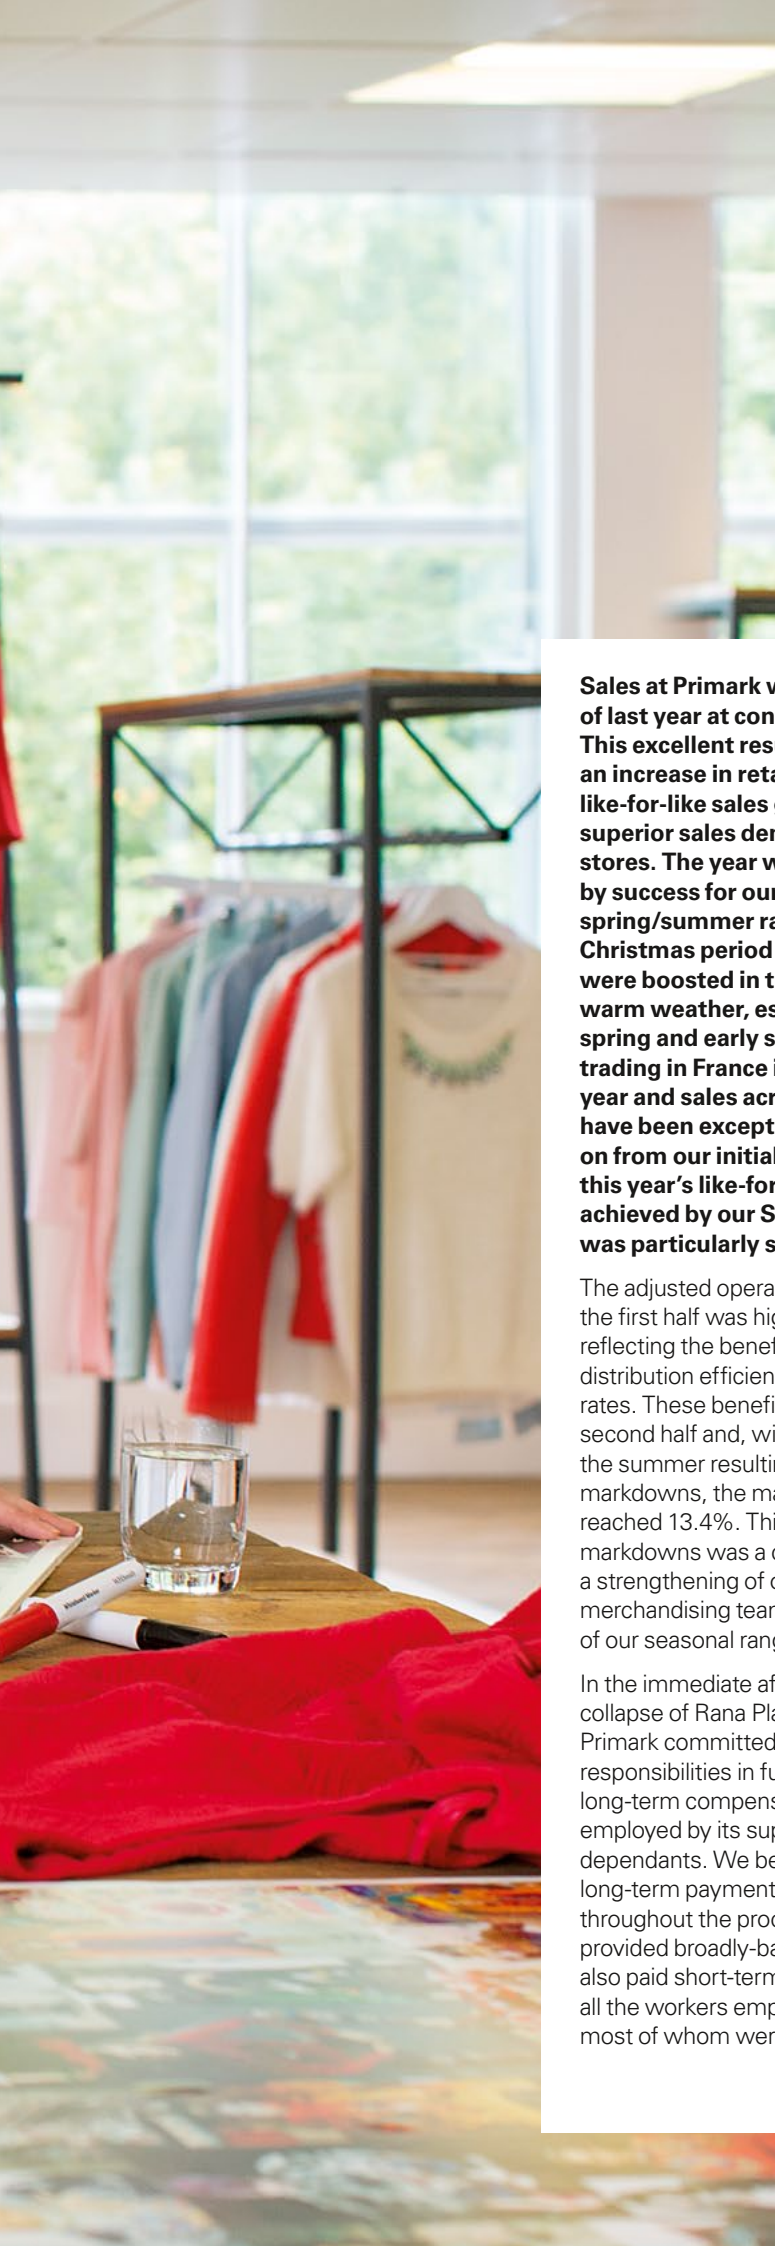 Sales at Primark w
of last year at con
This excellent res
an increase in reta
like-for-like sales
superior sales den
stores. The year w
by success for our
spring/summer ra
Christmas period
were boosted in t
warm weather, es
spring and early s
trading in France i
year and sales acr
have been except
on from our initial
this year's like-for
achieved by our S
was particularly s
The adjusted opera
the first half was hig
reflecting the benef
distribution efficien
rates. These benefi
second half and, wi
the summer resultin
markdowns, the ma
reached 13.4%. Thi
markdowns was a
a strengthening of
merchandising tear
of our seasonal rang
In the immediate af
collapse of Rana Pla
Primark committed
responsibilities in fu
long-term compens
employed by its sup
dependants. We be
long-term payment
throughout the proc
provided broadly-ba
also paid short-term
all the workers emp
most of whom wer